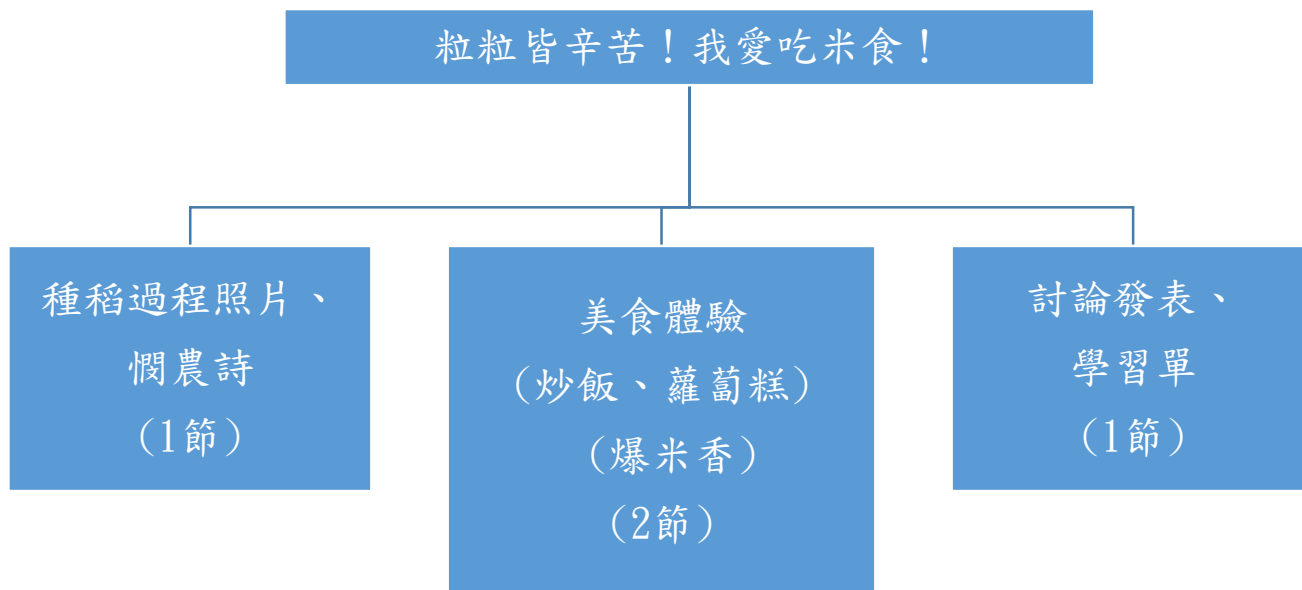 粒粒皆辛苦！我愛吃米食！
種稻過程照片、
憫農詩
（1節）
美食體驗
（炒飯、蘿蔔糕）
（爆米香）
（2節）
討論發表、
學習單
（1節）